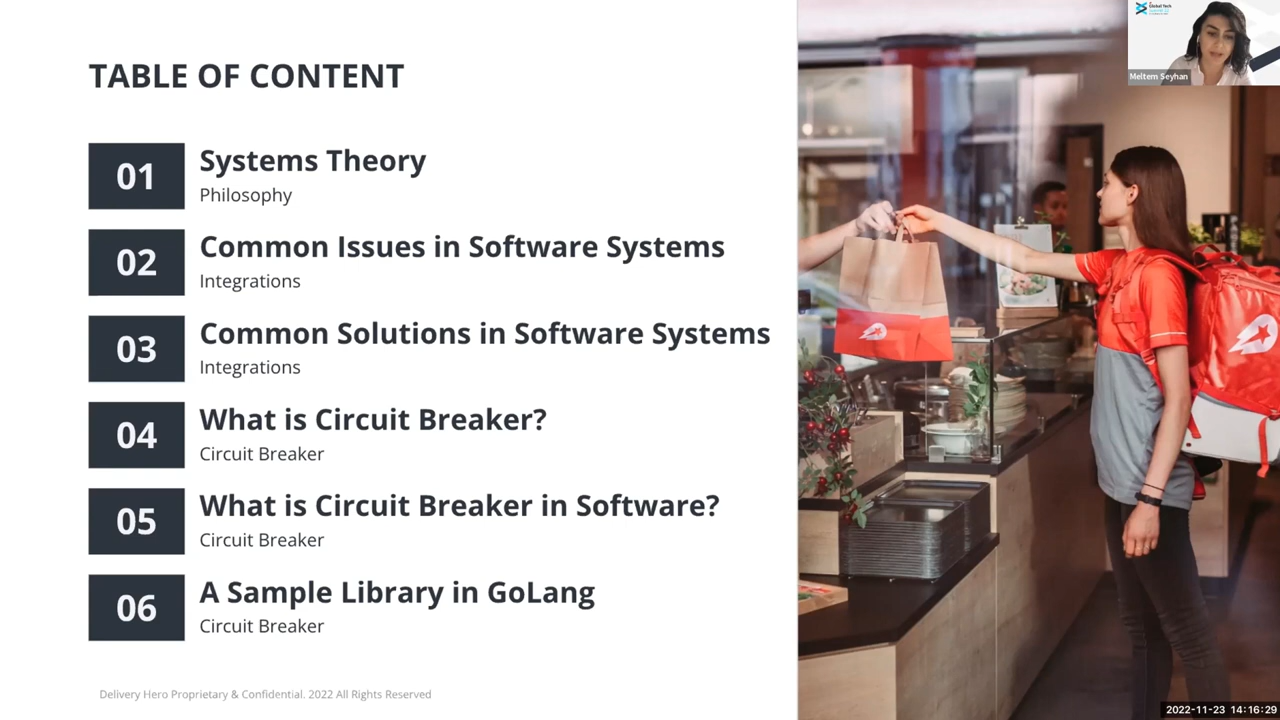 TABLE OF CONTENT
01
Systems Theory
Philosophy
02
Common Issues in Software Systems
Integrations
03
Common Solutions in Software Systems
Integrations
04
What is Circuit Breaker?
Circuit Breaker
05
What is Circuit Breaker in Software?
Circuit Breaker
06
A Sample Library in GoLang
Circuit Breaker
Delivery Hero Proprietary & Confidential. 2022 All Rights Reserved
Global Tech
Meltem Seyhan
2022-11-23 14:16:29